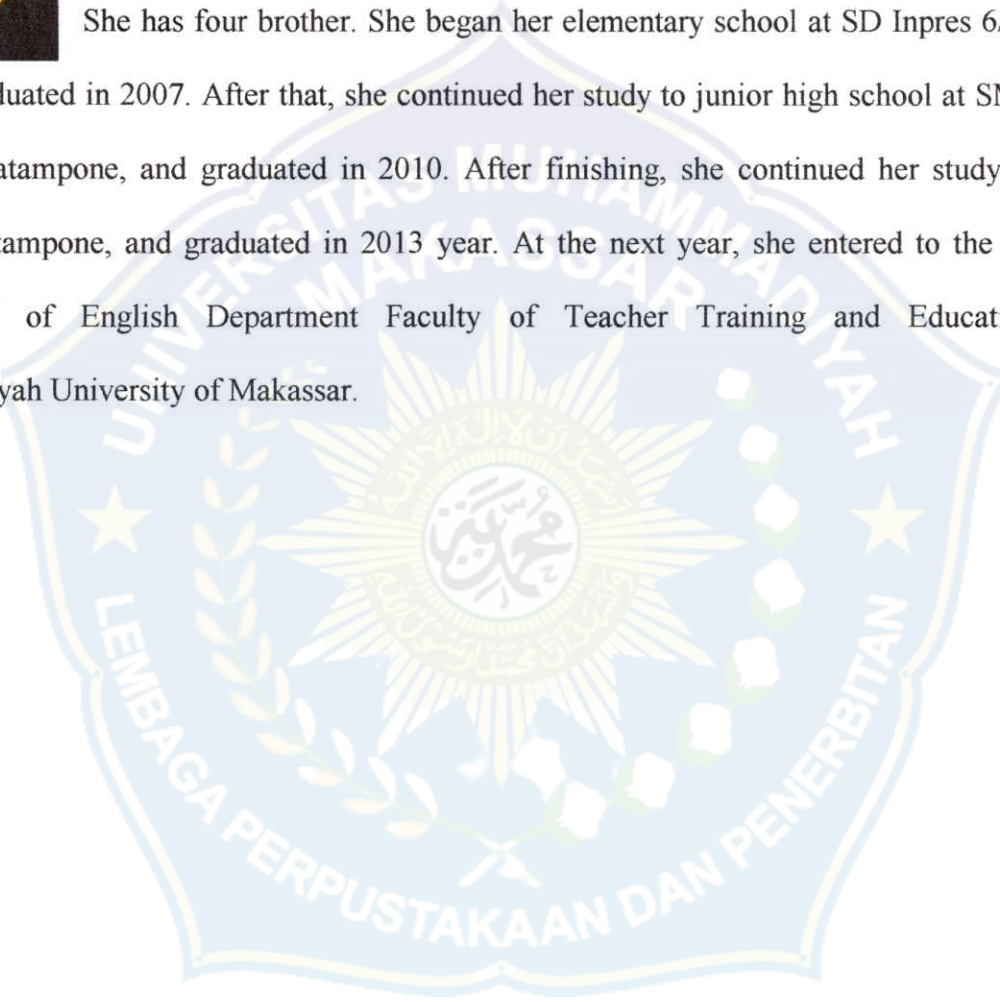 She has four brother. She began her elementary school at SD Inpres 6
duated in 2007. After that, she continued her study to junior high school at
atampone, and graduated in 2010. After finishing, she continued her study
tampone, and graduated in 2013 year. At the next year, she entered to the
of English Department Faculty of Teacher Training and Educat
yah University of Makassar.
UNIVERSITAS MUHAMMADIYAH
MAKASSAR
LEMBAGA PERPUSTAKAAN DAN PENERBITAN
محمدية